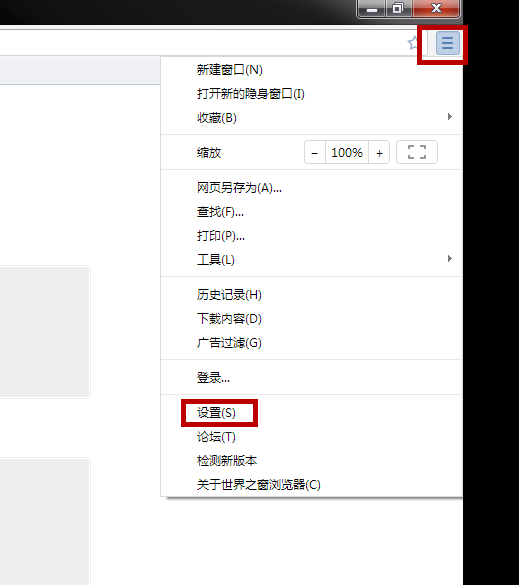 新建窗口(N)
打开新的隐身窗口(I)
收藏(B)
缩放 − 100% +
网页另存为(A)...
查找(F)...
打印(P)...
工具(L)
历史记录(H)
下载内容(D)
广告过滤(G)
登录...
设置(S)
论坛(T)
检测新版本
关于世界之窗浏览器(C)